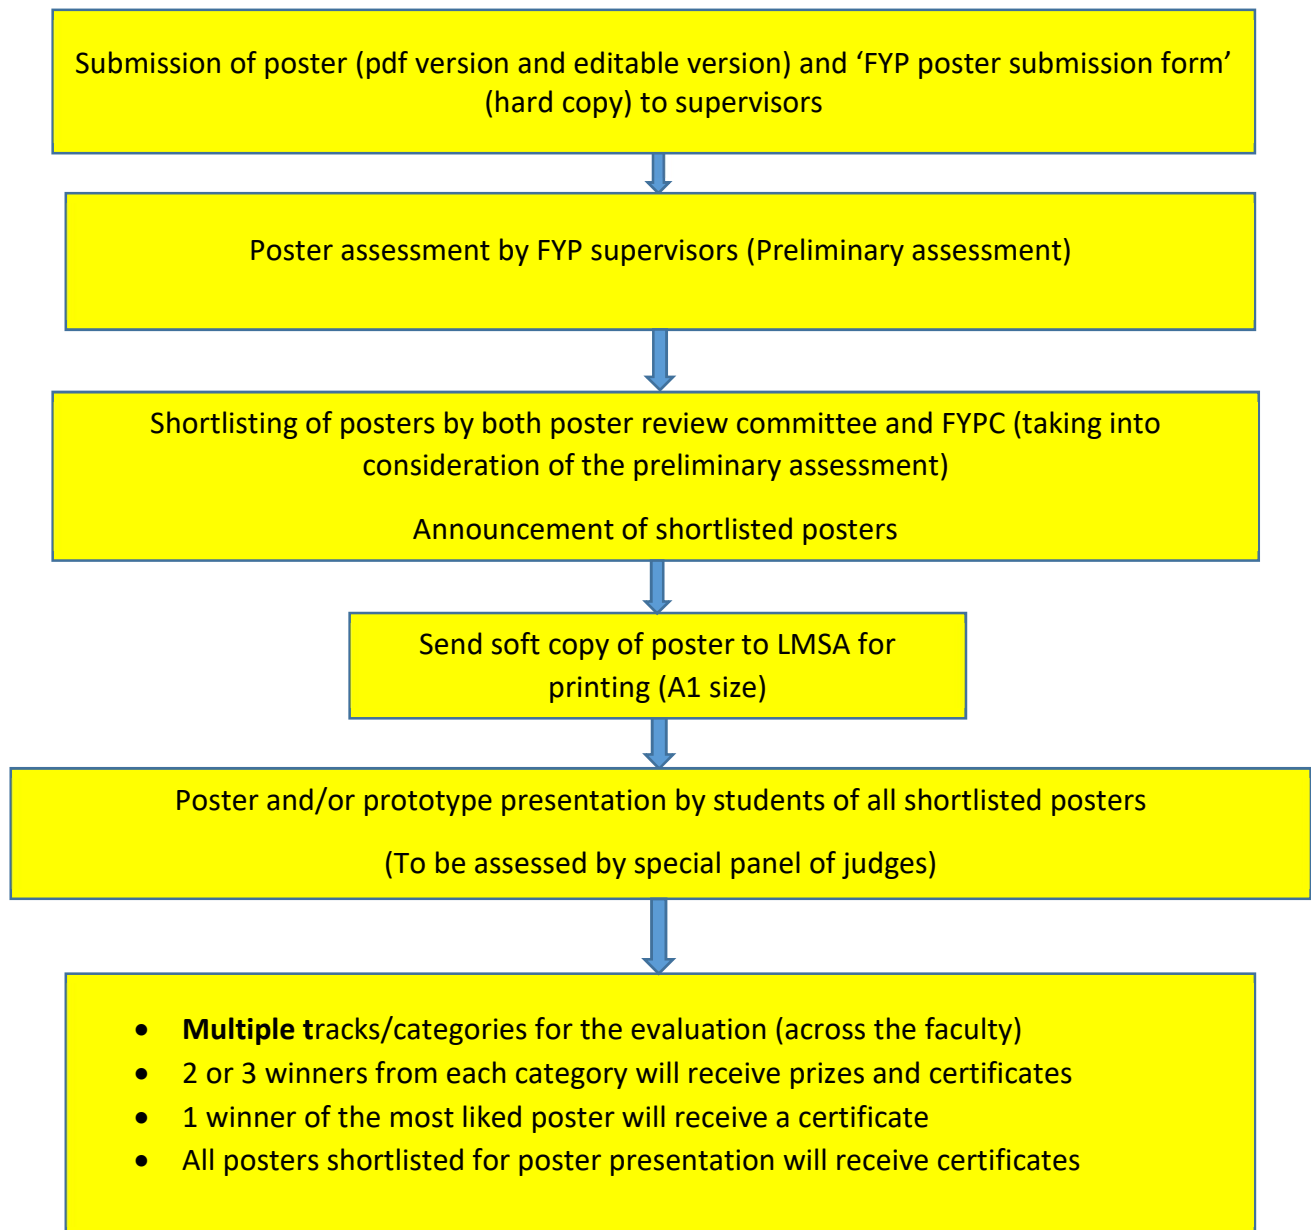 Submission of poster (pdf version and editable version) and ‘FYP poster submission form’
(hard copy) to supervisors
Poster assessment by FYP supervisors (Preliminary assessment)
Shortlisting of posters by both poster review committee and FYPC (taking into
consideration of the preliminary assessment)
Announcement of shortlisted posters
Send soft copy of poster to LMSA for
printing (A1 size)
Poster and/or prototype presentation by students of all shortlisted posters
(To be assessed by special panel of judges)
• Multiple tracks/categories for the evaluation (across the faculty)
• 2 or 3 winners from each category will receive prizes and certificates
• 1 winner of the most liked poster will receive a certificate
• All posters shortlisted for poster presentation will receive certificates